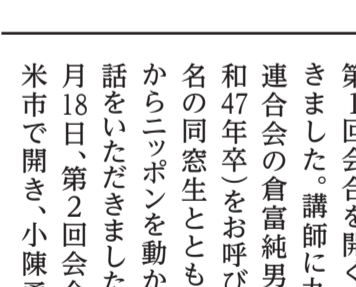 第1回会合を開く
きました。講師に九
連合会の倉富純男
和47年卒)をお呼び
名の同窓生ととも
からニッポンを動か
話をいただきました
月18日、第2回会合
米市で開き、小陳勇